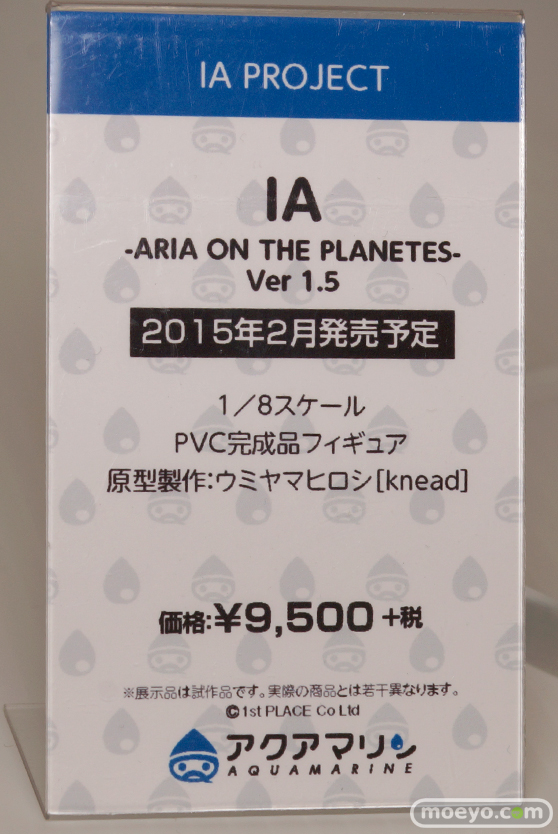 IA PROJECT
IA
-ARIA ON THE PLANETES-
Ver 1.5
2015年2月発売予定
1／8スケール
PVC完成品フィギュア
原型製作:ウミヤマヒロシ[knead]
価格:¥9,500+税
※展示品は試作品です。実際の商品とは若干異なります。
©1st PLACE Co Ltd
アクアマリン
AQUAMARINE
moeyo.com